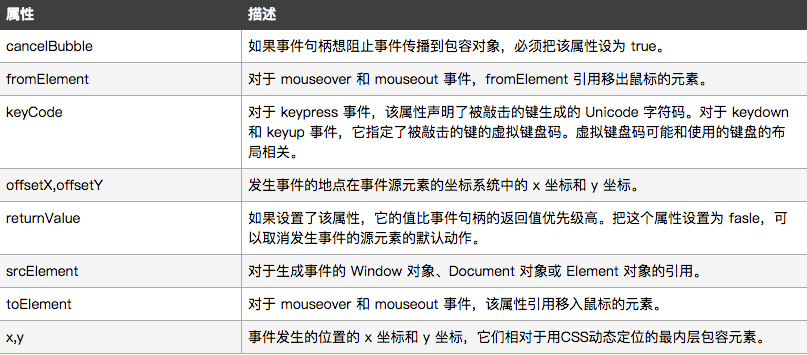 属性 描述
cancelBubble 如果事件句柄想阻止事件传播到包容对象，必须把该属性设为 true。
fromElement 对于 mouseover 和 mouseout 事件，fromElement 引用移出鼠标的元素。
keyCode 对于 keypress 事件，该属性声明了被敲击的键生成的 Unicode 字符码。对于 keydown
和 keyup 事件，它指定了被敲击的键的虚拟键盘码。虚拟键盘码可能和使用的键盘的布
局相关。
offsetX,offsetY 发生事件的地点在事件源元素的坐标系统中的 x 坐标和 y 坐标。
returnValue 如果设置了该属性，它的值比事件句柄的返回值优先级高。把这个属性设置为 fasle，可
以取消发生事件的源元素的默认动作。
srcElement 对于生成事件的 Window 对象、Document 对象或 Element 对象的引用。
toElement 对于 mouseover 和 mouseout 事件，该属性引用移入鼠标的元素。
x,y 事件发生的位置的 x 坐标和 y 坐标，它们相对于用CSS动态定位的最内层包容元素。